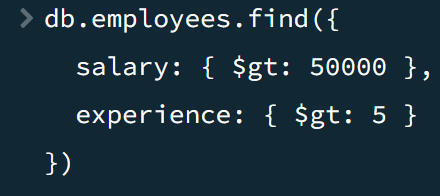 > db.employees.find({
salary: { $gt: 50000 },
experience: { $gt: 5 }
})